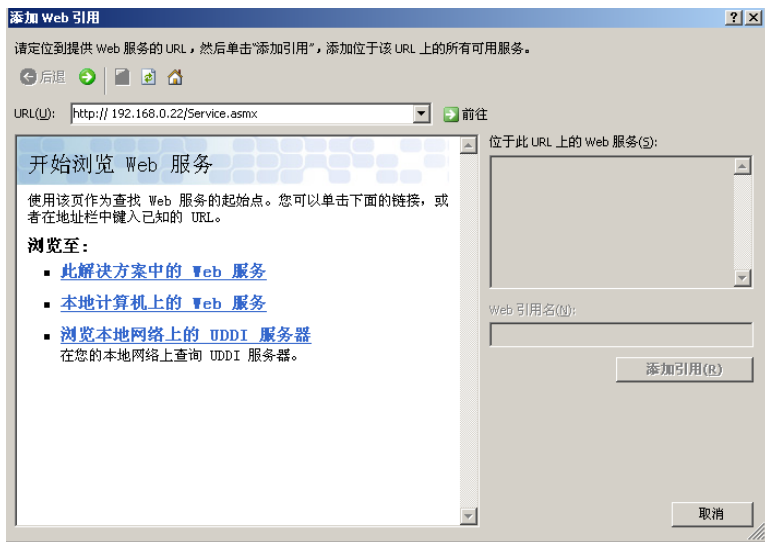 添加 Web 引用
请定位到提供 Web 服务的 URL，然后单击“添加引用”，添加位于该 URL 上的所有可用服务。
后退
URL(U): http:// 192.168.0.22/Service.asmx 前往
开始浏览 Web 服务
使用该页作为查找 Web 服务的起始点。您可以单击下面的链接，或
者在地址栏中键入已知的 URL。
浏览至：
此解决方案中的 Web 服务
本地计算机上的 Web 服务
浏览本地网络上的 UDDI 服务器
在您的本地网络上查询 UDDI 服务器。
位于此 URL 上的 Web 服务(S):
Web 引用名(N):
添加引用(R)
取消